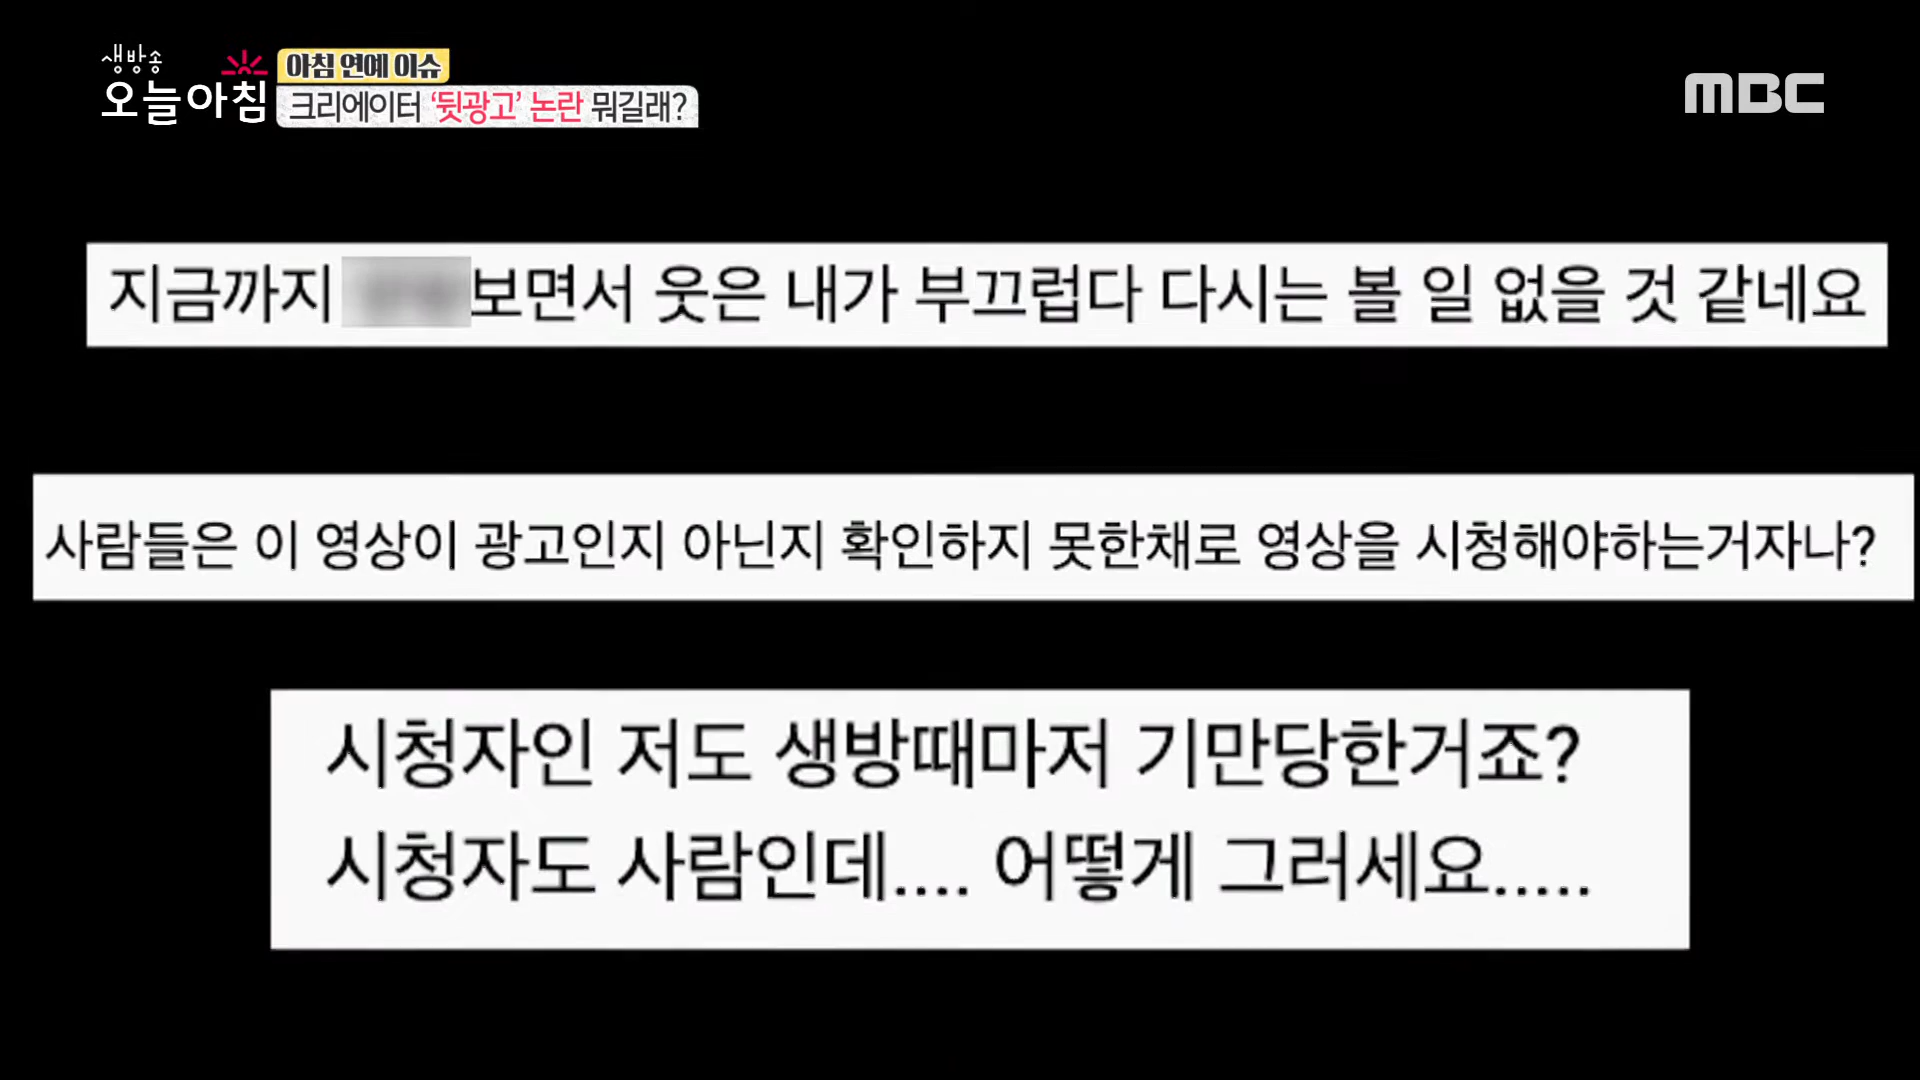 생방송
오늘아침
아침 연예 이슈
크리에이터 ‘뒷광고’ 논란 뭐길래?
MBC
지금까지 보면서 웃은 내가 부끄럽다 다시는 볼 일 없을 것 같네요
사람들은 이 영상이 광고인지 아닌지 확인하지 못한채로 영상을 시청해야하는거자나?
시청자인 저도 생방때마저 기만당한거죠?
시청자도 사람인데.... 어떻게 그러세요.....